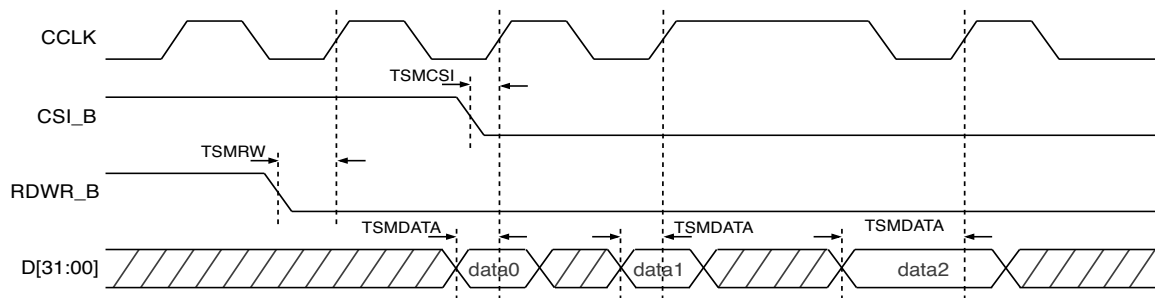 CCLK
TSMCSI
CSI_B
TSMRW
RDWR_B
TSMDATA TSMDATA TSMDATA
D[31:00] data0 data1 data2